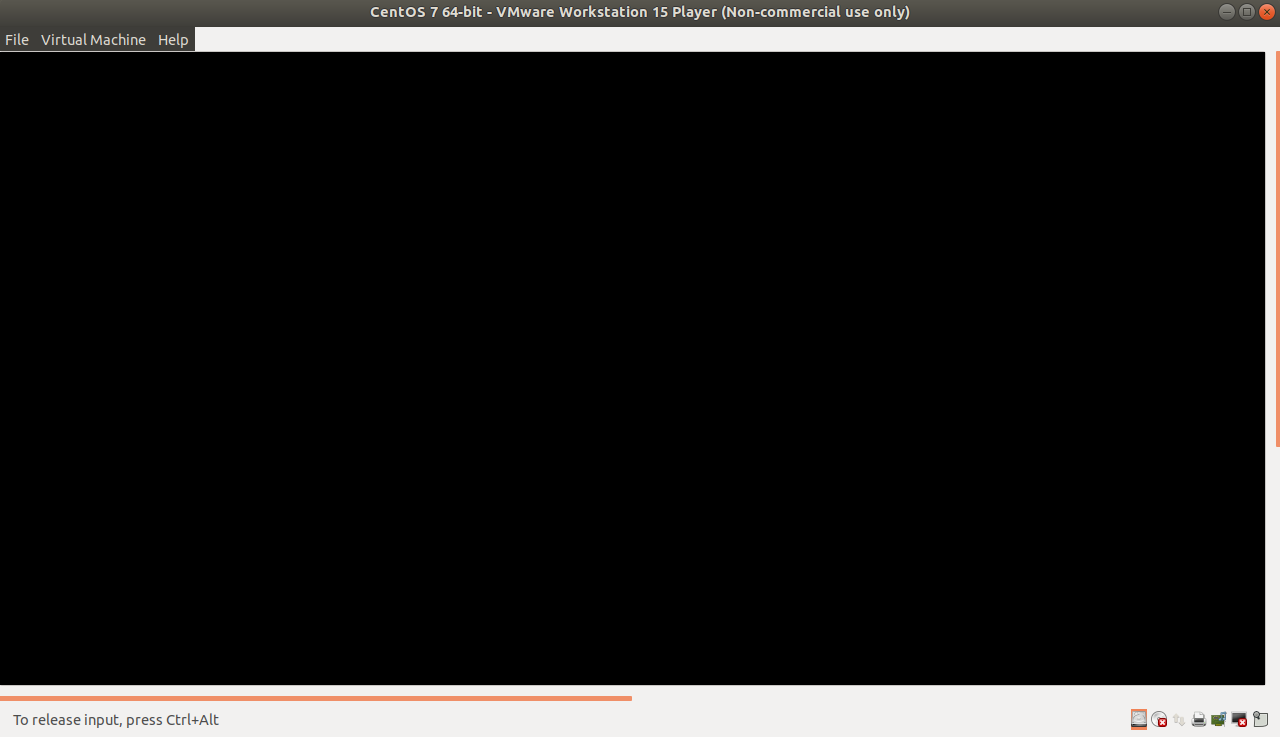 CentOS 7 64-bit - VMware Workstation 15 Player (Non-commercial use only)
File Virtual Machine Help
To release input, press Ctrl+Alt